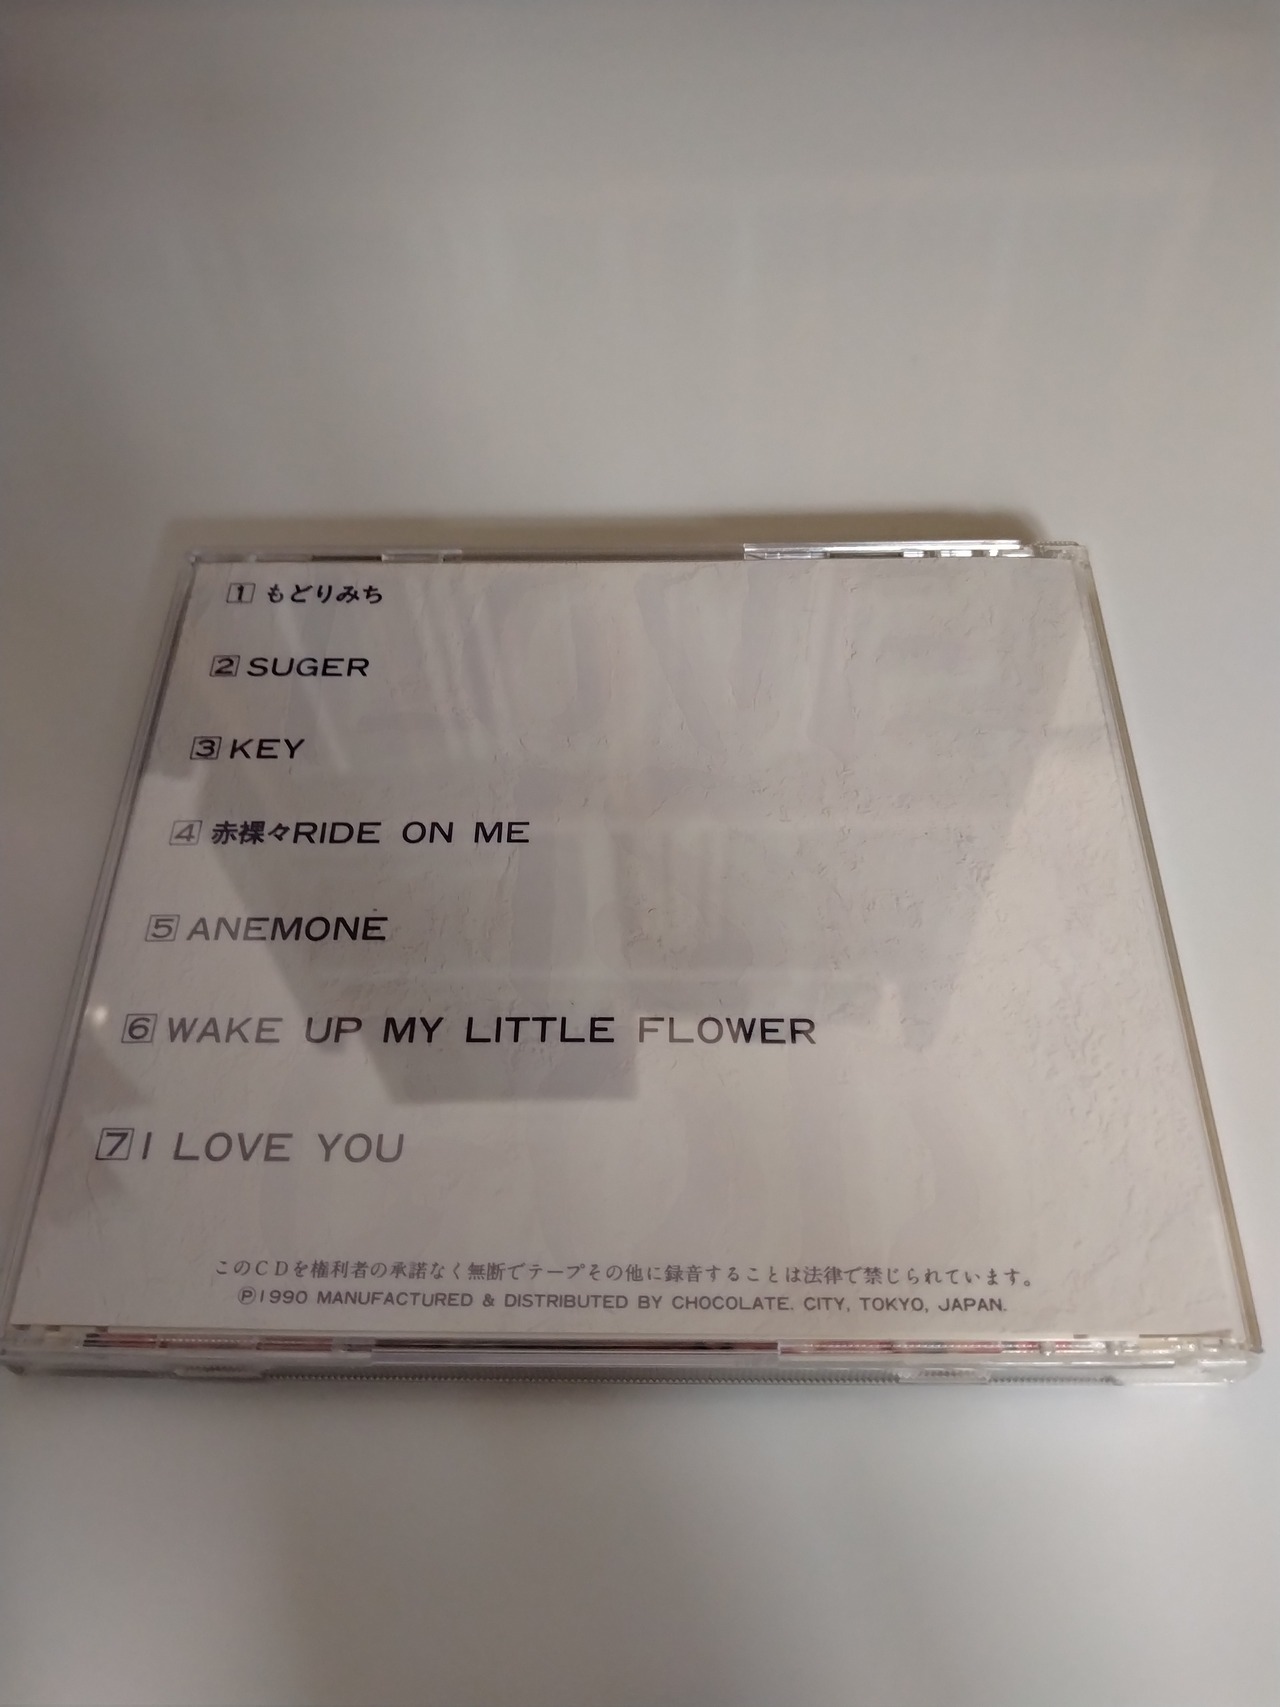 1 もどりみち
2 SUGER
3 KEY
4 赤裸々RIDE ON ME
5 ANEMONE
6 WAKE UP MY LITTLE FLOWER
7 I LOVE YOU
このCDを権利者の承諾なく無断でテープその他に録音することは法律で禁じられています。
Ⓟ1990 MANUFACTURED & DISTRIBUTED BY CHOCOLATE. CITY, TOKYO, JAPAN.